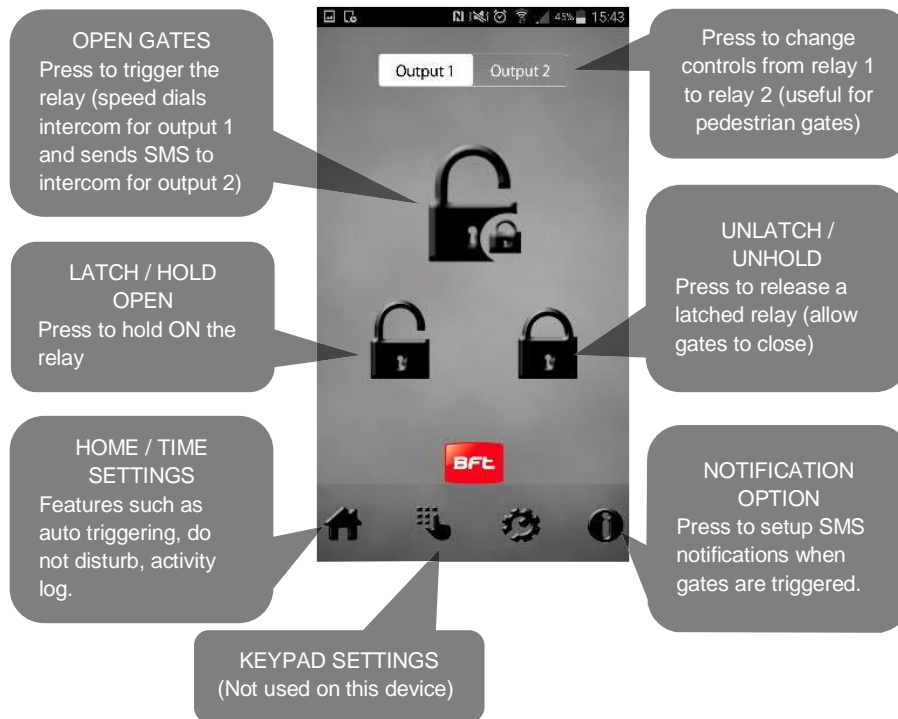 OPEN GATES
Press to trigger the
relay (speed dials
intercom for output 1
and sends SMS to
intercom for output 2)
45% 15:43
Output 1 Output 2
Press to change
controls from relay 1
to relay 2 (useful for
pedestrian gates)
LATCH / HOLD
OPEN
Press to hold ON the
relay
UNLATCH /
UNHOLD
Press to release a
latched relay (allow
gates to close)
HOME / TIME
SETTINGS
Features such as
auto triggering, do
not disturb, activity
log.
BFt
NOTIFICATION
OPTION
Press to setup SMS
notifications when
gates are triggered.
KEYPAD SETTINGS
(Not used on this device)